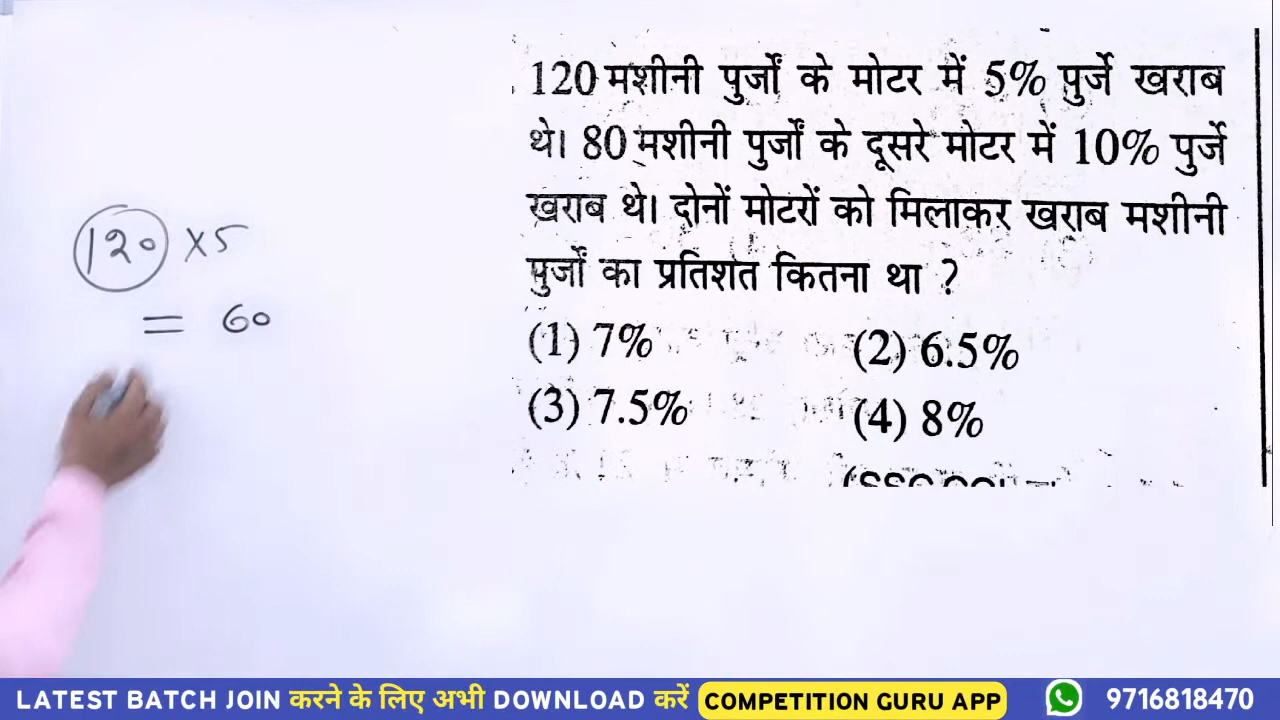 120 मशीनी पुर्जों के मोटर में 5% पुर्जे खराब
थे। 80 मशीनी पुर्जों के दूसरे मोटर में 10% पुर्जे
खराब थे। दोनों मोटरों को मिलाकर खराब मशीनी
पुर्जों का प्रतिशत कितना था ?
(1) 7% (2) 6.5%
(3) 7.5% (4) 8%
120 x5
= 60
LATEST BATCH JOIN करने के लिए अभी DOWNLOAD करें COMPETITION GURU APP 9716818470